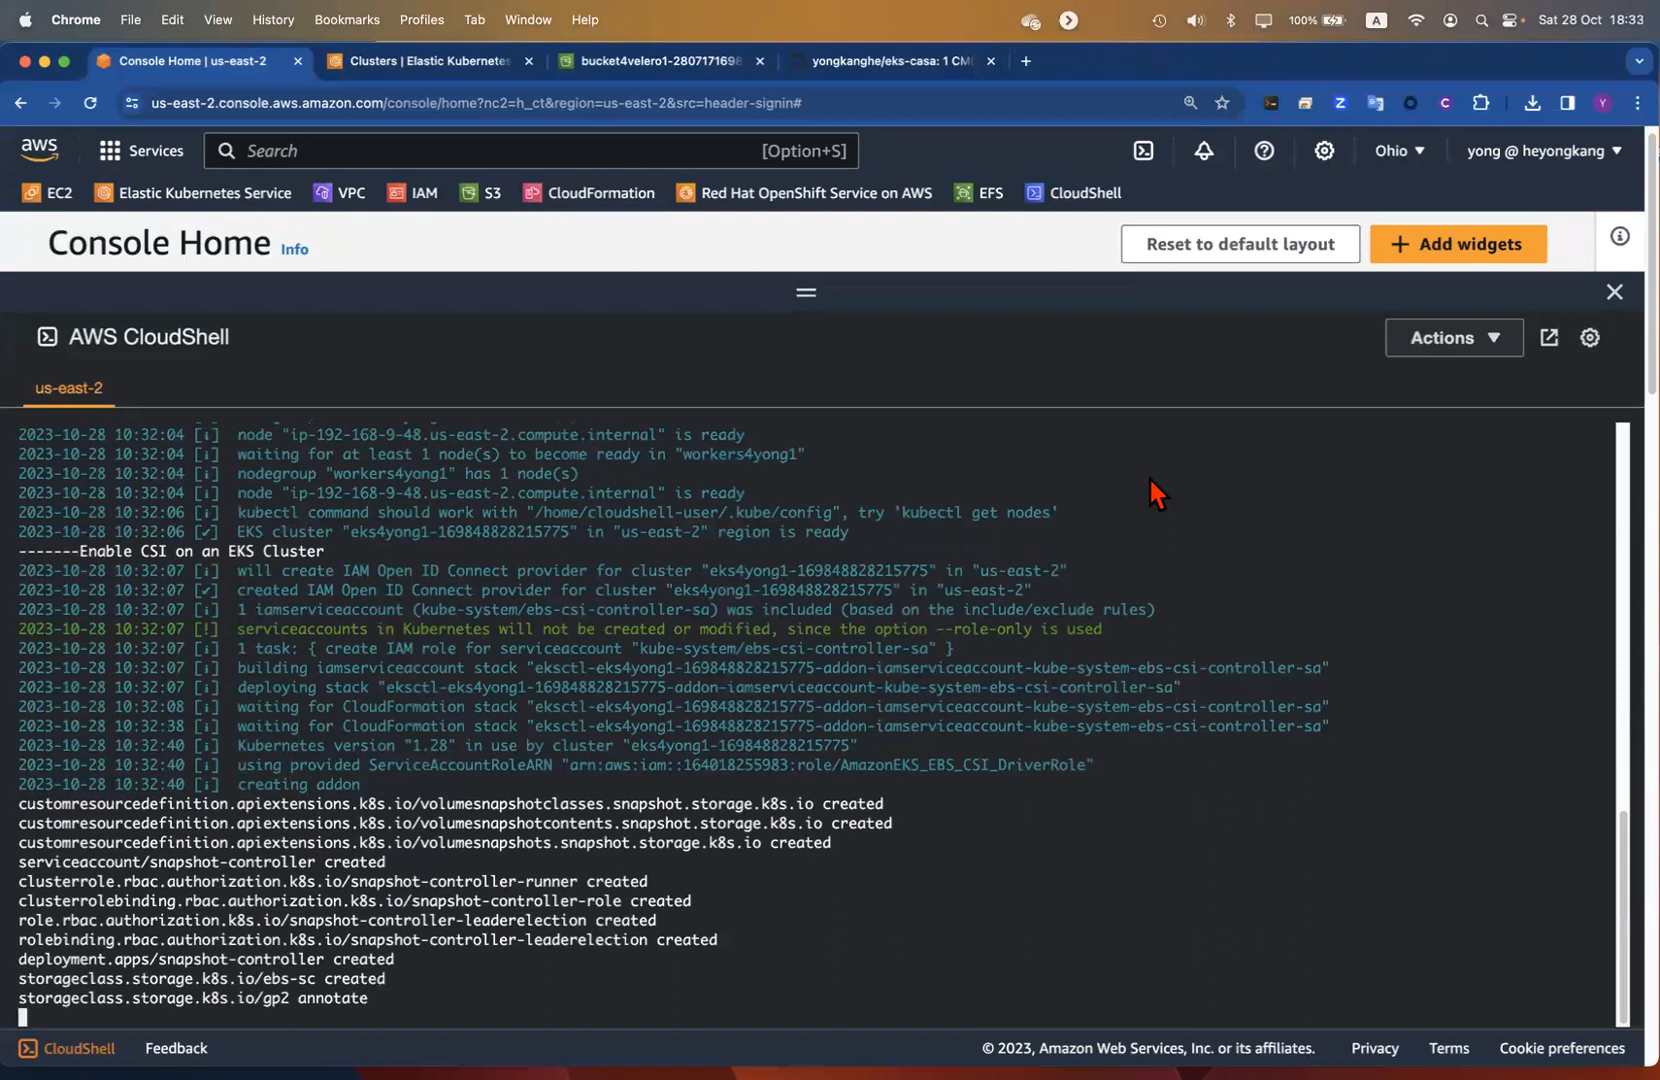 Chrome File Edit View History Bookmarks Profiles Tab Window Help 100% A Sat 28 Oct 18:33
Console Home | us-east-2 Clusters | Elastic Kubernetes bucket4velero1-2807171698 yongkanghe/eks-casa: 1 CM
us-east-2.console.aws.amazon.com/console/home?nc2=h_ct&region=us-east-2&src=header-signin#
aws Services Search [Option+S] Ohio yong @ heyongkang
EC2 Elastic Kubernetes Service VPC IAM S3 CloudFormation Red Hat OpenShift Service on AWS EFS CloudShell
Console Home Info Reset to default layout + Add widgets
AWS CloudShell Actions
us-east-2
2023-10-28 10:32:04 [ℹ] node "ip-192-168-9-48.us-east-2.compute.internal" is ready
2023-10-28 10:32:04 [ℹ] waiting for at least 1 node(s) to become ready in "workers4yong1"
2023-10-28 10:32:04 [ℹ] nodegroup "workers4yong1" has 1 node(s)
2023-10-28 10:32:04 [ℹ] node "ip-192-168-9-48.us-east-2.compute.internal" is ready
2023-10-28 10:32:06 [ℹ] kubectl command should work with "/home/cloudshell-user/.kube/config", try 'kubectl get nodes'
2023-10-28 10:32:06 [✔] EKS cluster "eks4yong1-169848828215775" in "us-east-2" region is ready
-------Enable CSI on an EKS Cluster
2023-10-28 10:32:07 [ℹ] will create IAM Open ID Connect provider for cluster "eks4yong1-169848828215775" in "us-east-2"
2023-10-28 10:32:07 [✔] created IAM Open ID Connect provider for cluster "eks4yong1-169848828215775" in "us-east-2"
2023-10-28 10:32:07 [ℹ] 1 iamserviceaccount (kube-system/ebs-csi-controller-sa) was included (based on the include/exclude rules)
2023-10-28 10:32:07 [!] serviceaccounts in Kubernetes will not be created or modified, since the option --role-only is used
2023-10-28 10:32:07 [ℹ] 1 task: { create IAM role for serviceaccount "kube-system/ebs-csi-controller-sa" }
2023-10-28 10:32:07 [ℹ] building iamserviceaccount stack "eksctl-eks4yong1-169848828215775-addon-iamserviceaccount-kube-system-ebs-csi-controller-sa"
2023-10-28 10:32:07 [ℹ] deploying stack "eksctl-eks4yong1-169848828215775-addon-iamserviceaccount-kube-system-ebs-csi-controller-sa"
2023-10-28 10:32:08 [ℹ] waiting for CloudFormation stack "eksctl-eks4yong1-169848828215775-addon-iamserviceaccount-kube-system-ebs-csi-controller-sa"
2023-10-28 10:32:38 [ℹ] waiting for CloudFormation stack "eksctl-eks4yong1-169848828215775-addon-iamserviceaccount-kube-system-ebs-csi-controller-sa"
2023-10-28 10:32:40 [ℹ] Kubernetes version "1.28" in use by cluster "eks4yong1-169848828215775"
2023-10-28 10:32:40 [ℹ] using provided ServiceAccountRoleARN "arn:aws:iam::164018255983:role/AmazonEKS_EBS_CSI_DriverRole"
2023-10-28 10:32:40 [ℹ] creating addon
customresourcedefinition.apiextensions.k8s.io/volumesnapshotclasses.snapshot.storage.k8s.io created
customresourcedefinition.apiextensions.k8s.io/volumesnapshotcontents.snapshot.storage.k8s.io created
customresourcedefinition.apiextensions.k8s.io/volumesnapshots.snapshot.storage.k8s.io created
serviceaccount/snapshot-controller created
clusterrole.rbac.authorization.k8s.io/snapshot-controller-runner created
clusterrolebinding.rbac.authorization.k8s.io/snapshot-controller-role created
role.rbac.authorization.k8s.io/snapshot-controller-leaderelection created
rolebinding.rbac.authorization.k8s.io/snapshot-controller-leaderelection created
deployment.apps/snapshot-controller created
storageclass.storage.k8s.io/ebs-sc created
storageclass.storage.k8s.io/gp2 annotate
CloudShell Feedback © 2023, Amazon Web Services, Inc. or its affiliates. Privacy Terms Cookie preferences